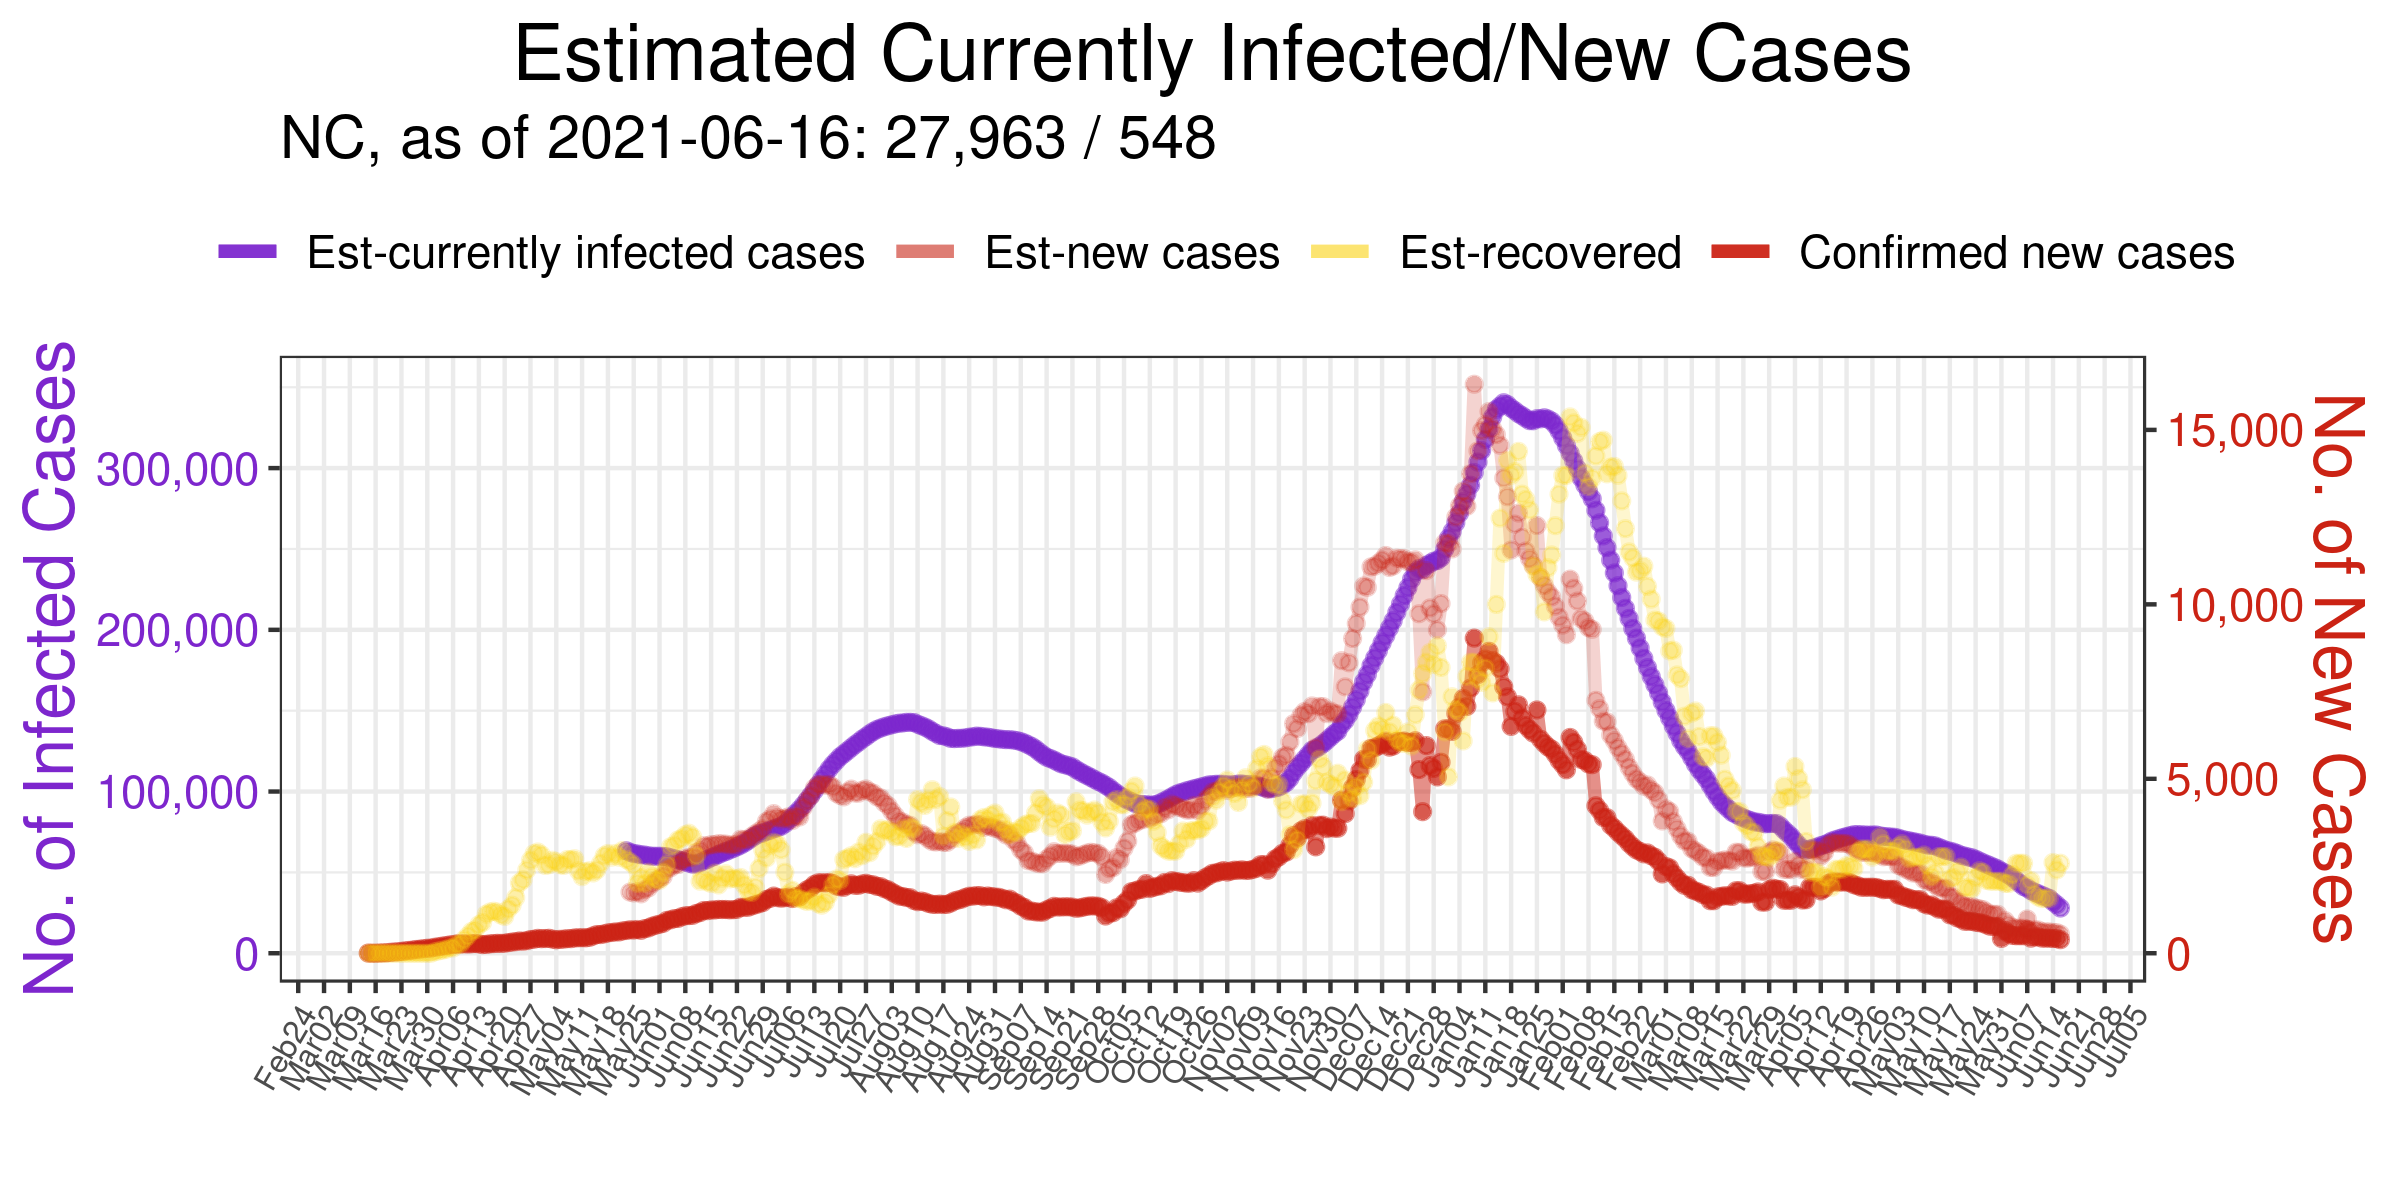 Estimated Currently Infected/New Cases
NC, as of 2021-06-16: 27,963 / 548
Est-currently infected cases Est-new cases Est-recovered Confirmed new cases
No. of Infected Cases
300,000
200,000
100,000
0
15,000
10,000
5,000
0
No. of New Cases
Feb24
Mar02
Mar09
Mar16
Mar23
Mar30
Apr06
Apr13
Apr20
Apr27
May04
May11
May18
May25
Jun01
Jun08
Jun15
Jun22
Jun29
Jul06
Jul13
Jul20
Jul27
Aug03
Aug10
Aug17
Aug24
Aug31
Sep07
Sep14
Sep21
Sep28
Oct05
Oct12
Oct19
Oct26
Nov02
Nov09
Nov16
Nov23
Nov30
Dec07
Dec14
Dec21
Dec28
Jan04
Jan11
Jan18
Jan25
Feb01
Feb08
Feb15
Feb22
Mar01
Mar08
Mar15
Mar22
Mar29
Apr05
Apr12
Apr19
Apr26
May03
May10
May17
May24
May31
Jun07
Jun14
Jun21
Jun28
Jul05